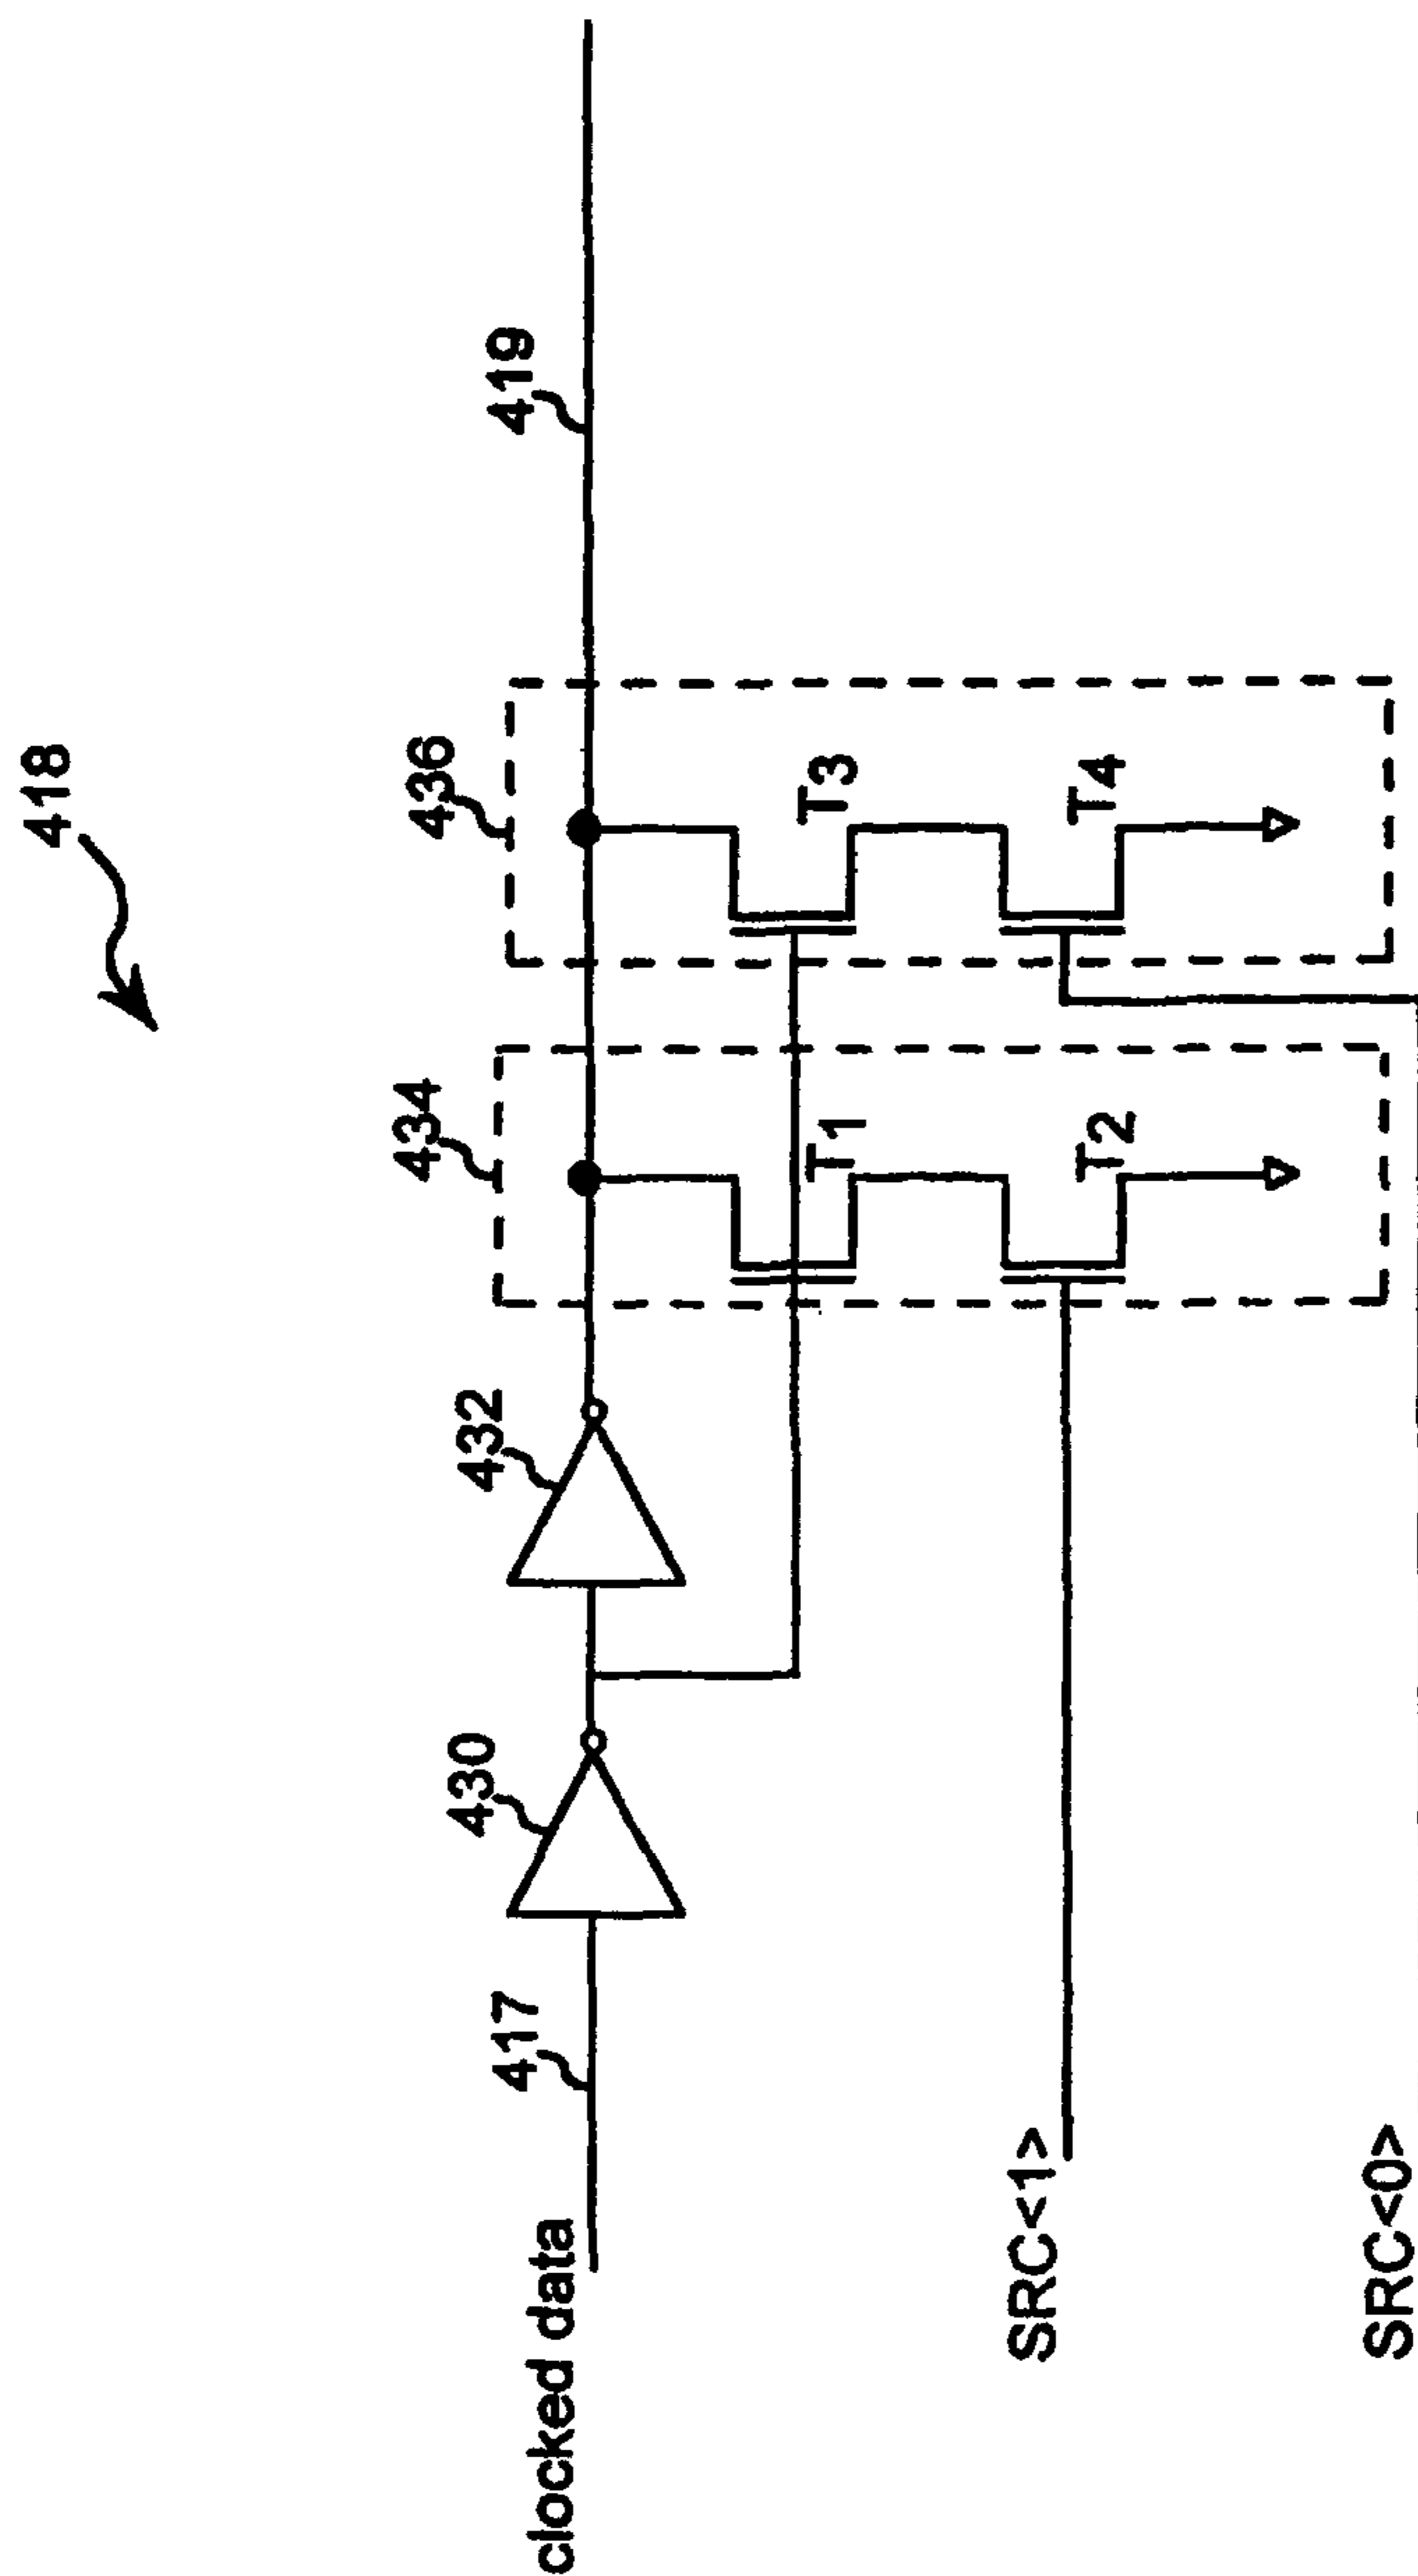 418
419
436
434
432
430
417
T3
T4
T1
T2
clocked data
SRC<1>
SRC<0>